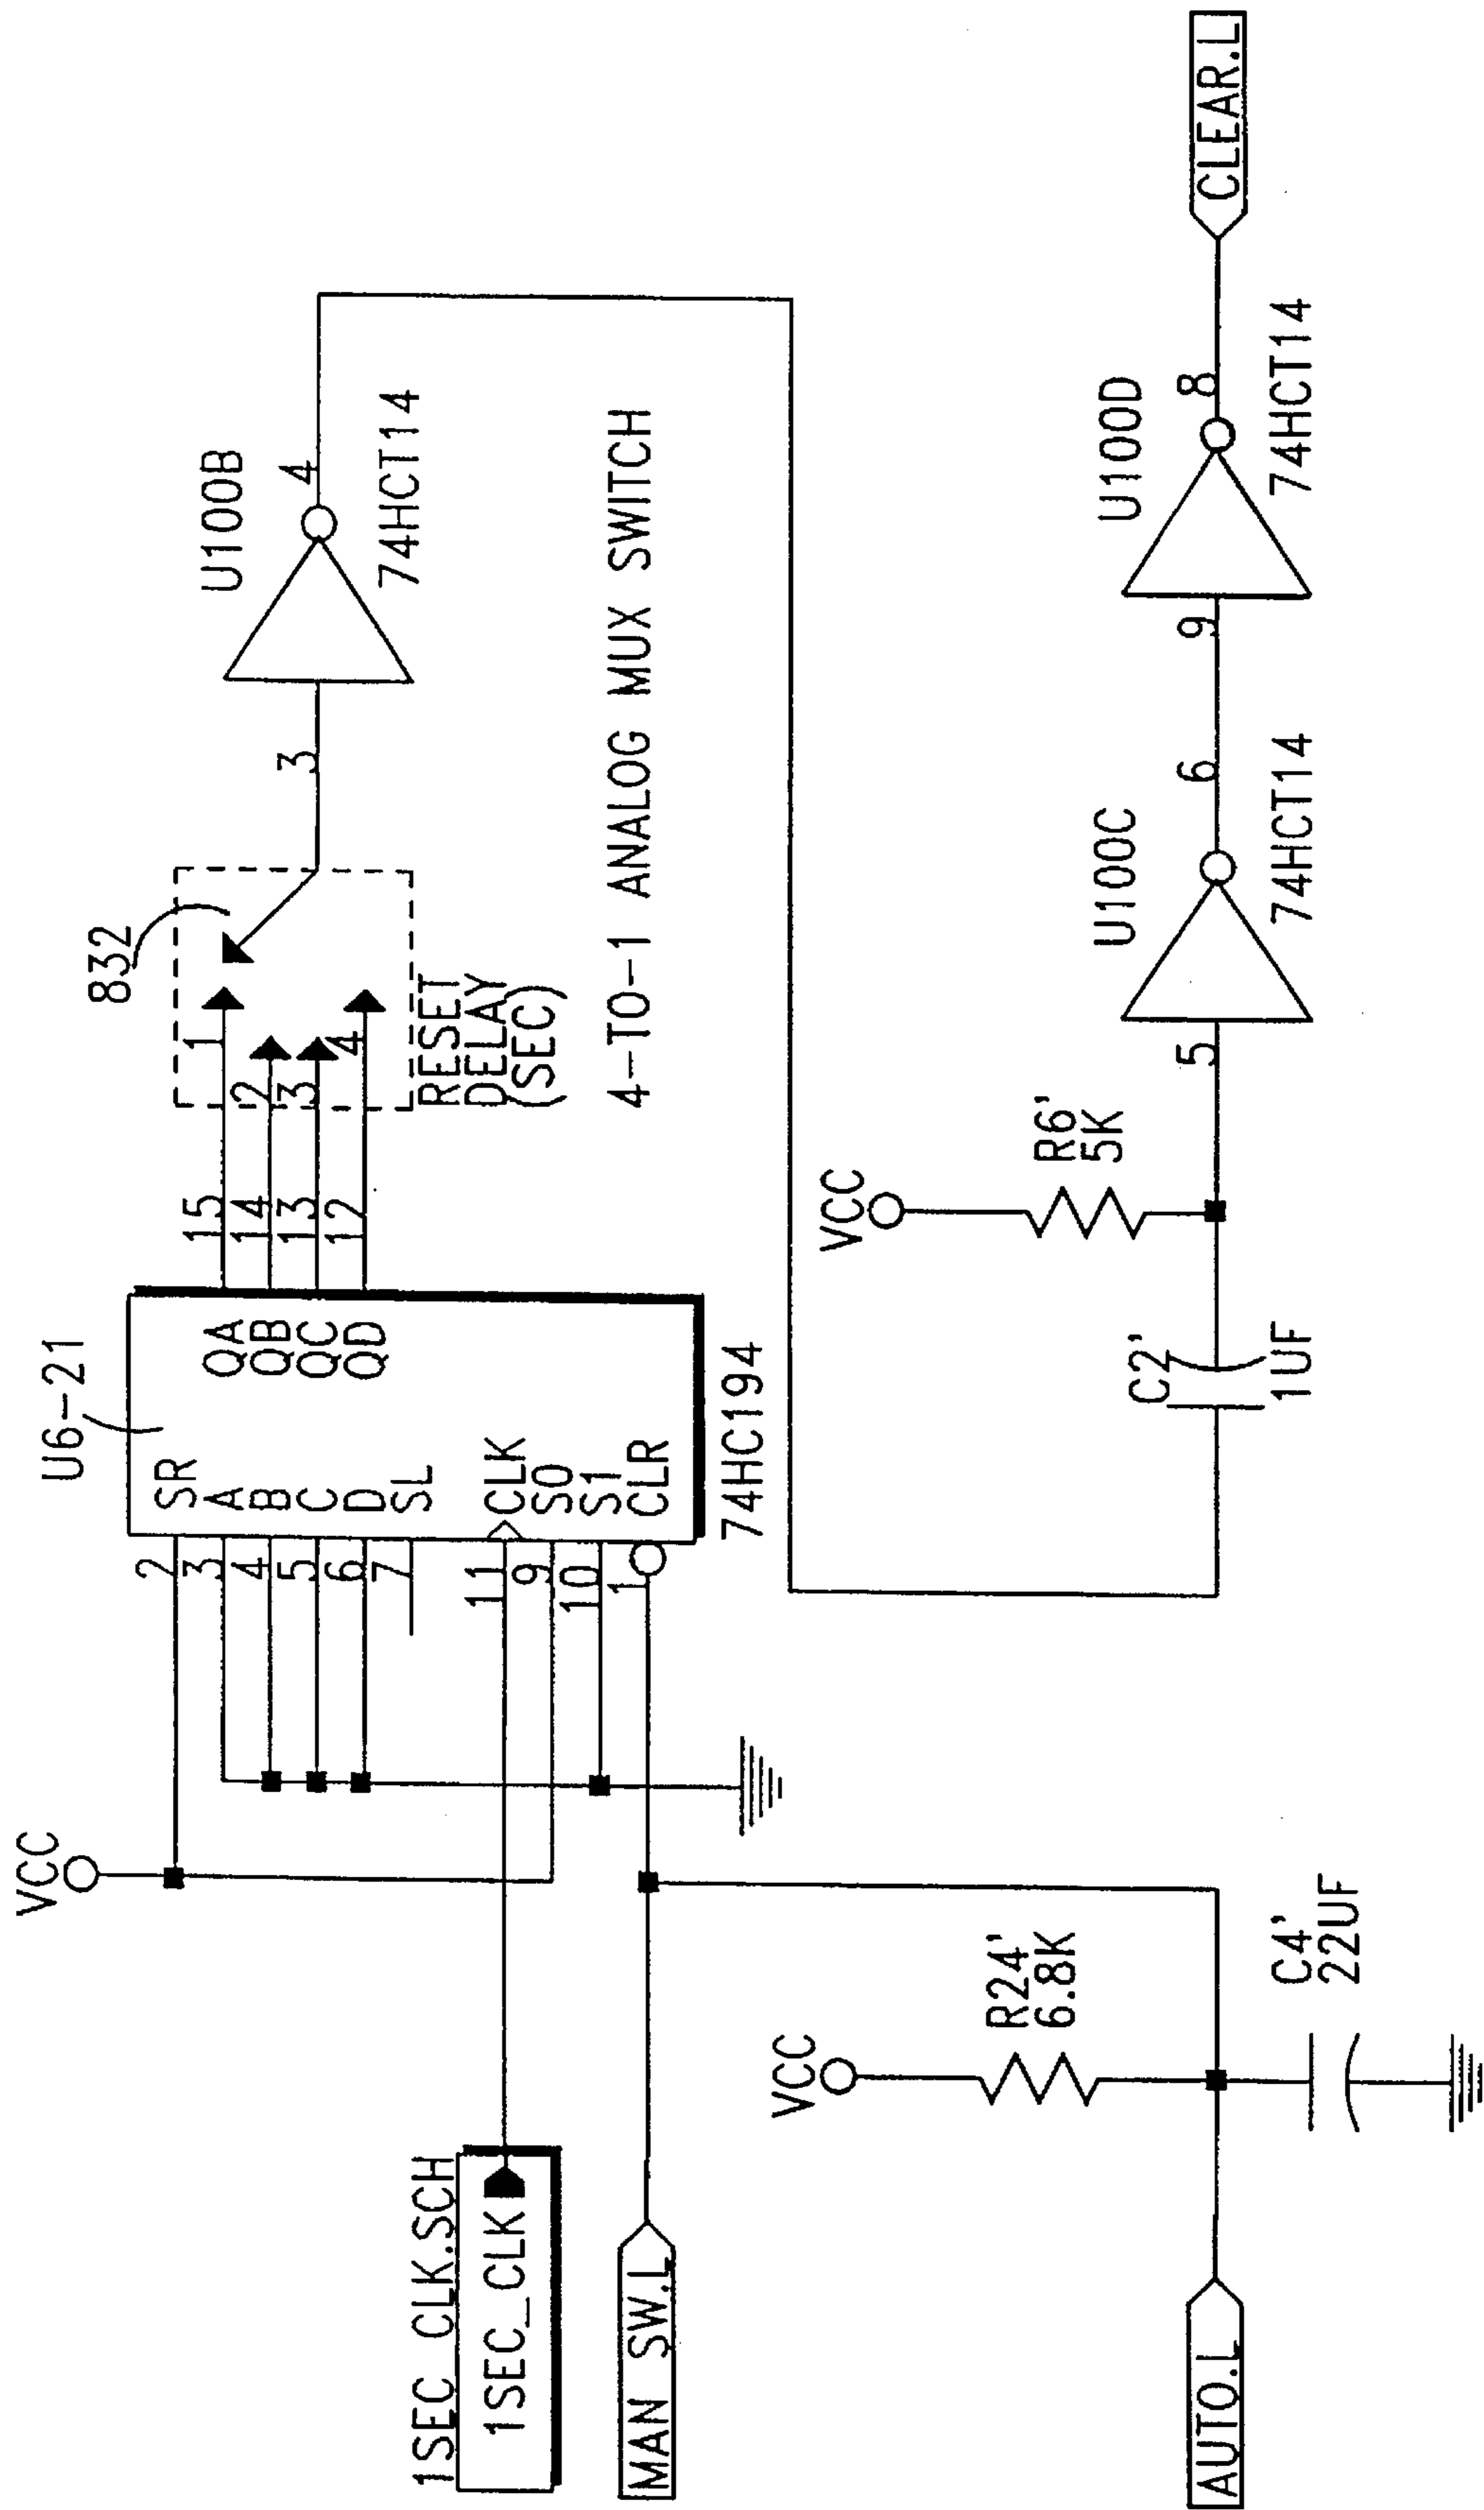 VCC
U6-21
832
U100B
2
SR
3
A
QA
15
1
4
B
QB
14
2
5
C
QC
13
3
3
4
6
D
QD
12
4
7
SL
74HCT14
RESET
DELAY
(SEC)
1SEC_CLK.SCH
1SEC_CLK
11
CLK
9
S0
10
S1
1
CLR
MAN SW.L
74HC194
4-TO-1 ANALOG MUX SWITCH
VCC
R24'
6.8K
VCC
R6'
5K
U100C
U100D
C2'
1UF
AUTO.L
5
6
9
8
CLEAR.L
C4'
22UF
74HCT14
74HCT14